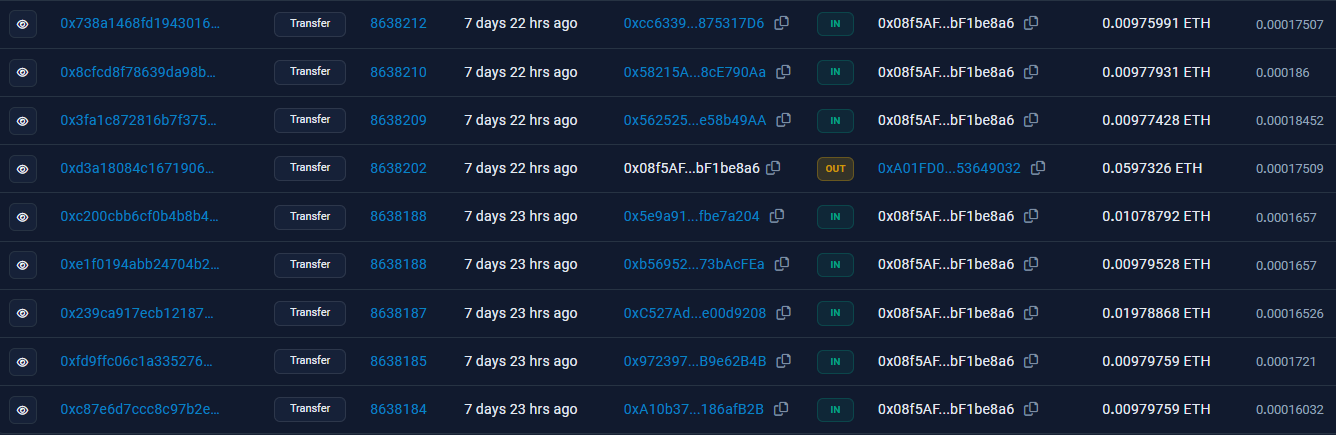 0x738a1468fd1943016... Transfer 8638212 7 days 22 hrs ago 0xcc6339...875317D6 IN 0x08f5AF...bF1be8a6 0.00975991 ETH 0.00017507
0x8cfcd8f78639da98b... Transfer 8638210 7 days 22 hrs ago 0x58215A...8cE790Aa IN 0x08f5AF...bF1be8a6 0.00977931 ETH 0.000186
0x3fa1c872816b7f375... Transfer 8638209 7 days 22 hrs ago 0x562525...e58b49AA IN 0x08f5AF...bF1be8a6 0.00977428 ETH 0.00018452
0xd3a18084c1671906... Transfer 8638202 7 days 22 hrs ago 0x08f5AF...bF1be8a6 OUT 0xA01FD0...53649032 0.0597326 ETH 0.00017509
0xc200cbb6cf0b4b8b4... Transfer 8638188 7 days 23 hrs ago 0x5e9a91...fbe7a204 IN 0x08f5AF...bF1be8a6 0.01078792 ETH 0.0001657
0xe1f0194abb24704b2... Transfer 8638188 7 days 23 hrs ago 0xb56952...73bAcFEa IN 0x08f5AF...bF1be8a6 0.00979528 ETH 0.0001657
0x239ca917ecb12187... Transfer 8638187 7 days 23 hrs ago 0xC527Ad...e00d9208 IN 0x08f5AF...bF1be8a6 0.01978868 ETH 0.00016526
0xfd9ffc06c1a335276... Transfer 8638185 7 days 23 hrs ago 0x972397...B9e62B4B IN 0x08f5AF...bF1be8a6 0.00979759 ETH 0.0001721
0xc87e6d7ccc8c97b2e... Transfer 8638184 7 days 23 hrs ago 0xA10b37...186afB2B IN 0x08f5AF...bF1be8a6 0.00979759 ETH 0.00016032